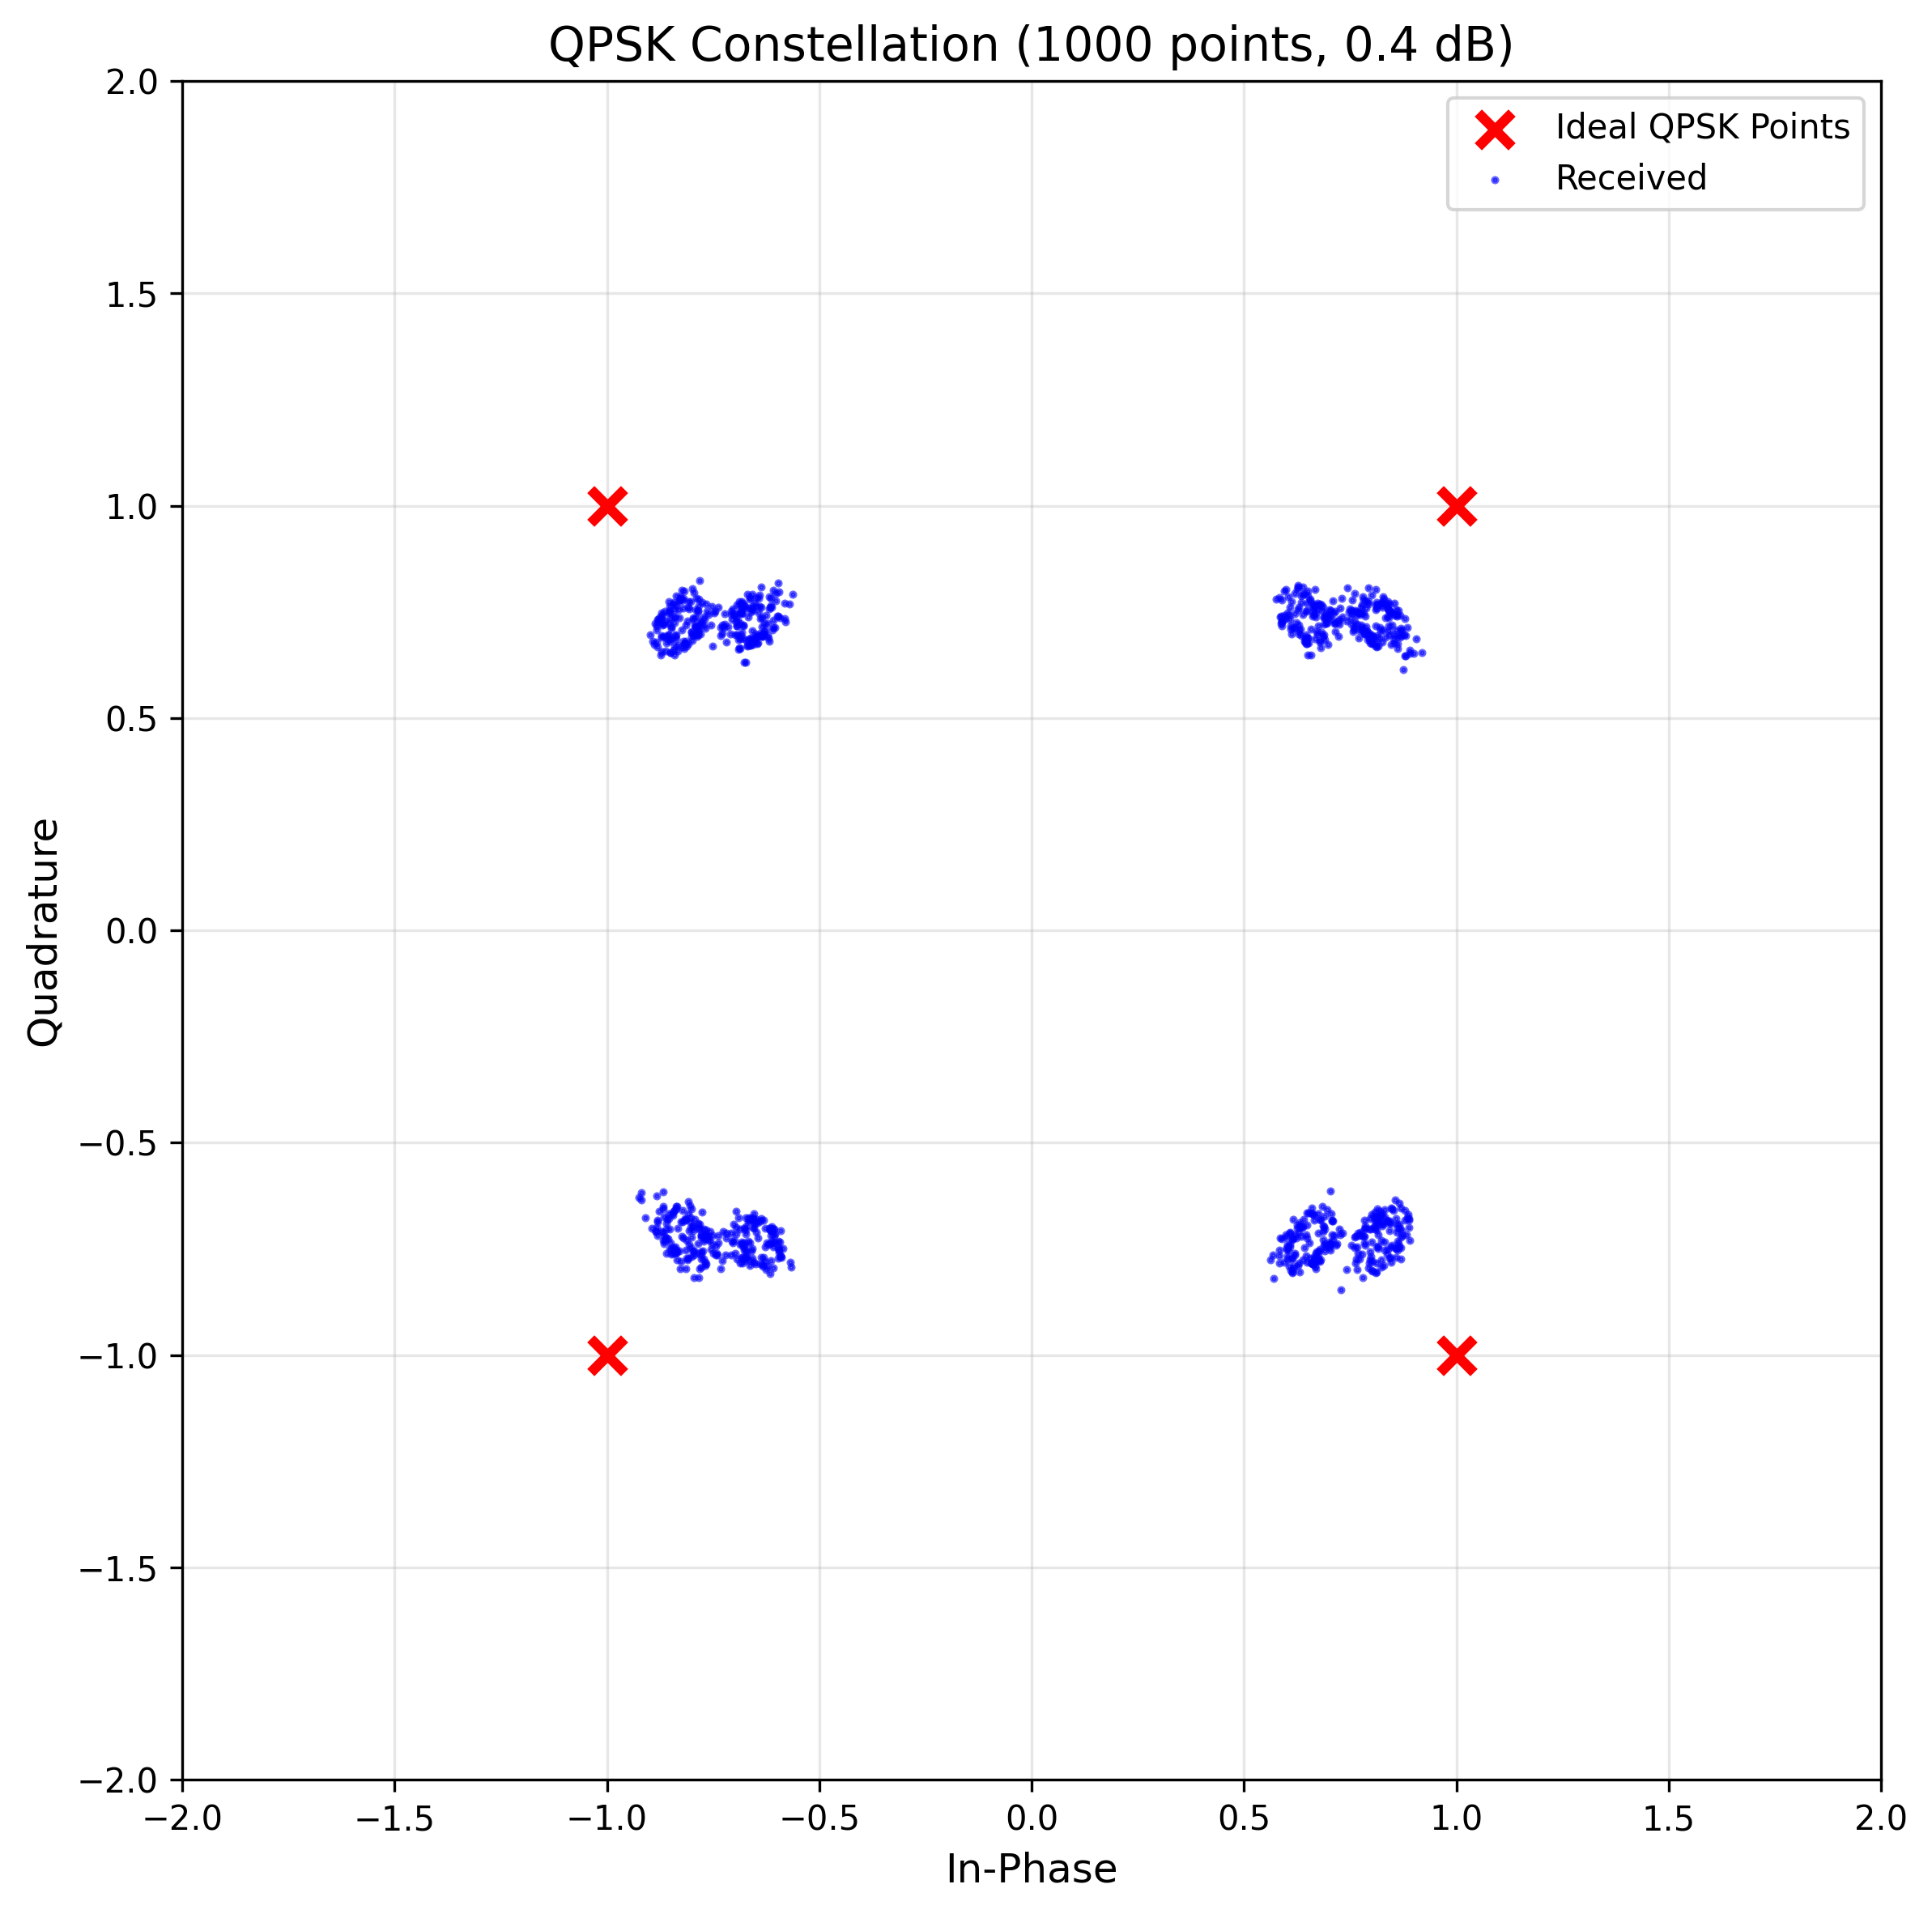 QPSK Constellation (1000 points, 0.4 dB)
Ideal QPSK Points
Received
2.0
1.5
1.0
0.5
0.0
−0.5
−1.0
−1.5
−2.0
Quadrature
−2.0 −1.5 −1.0 −0.5 0.0 0.5 1.0 1.5 2.0
In-Phase